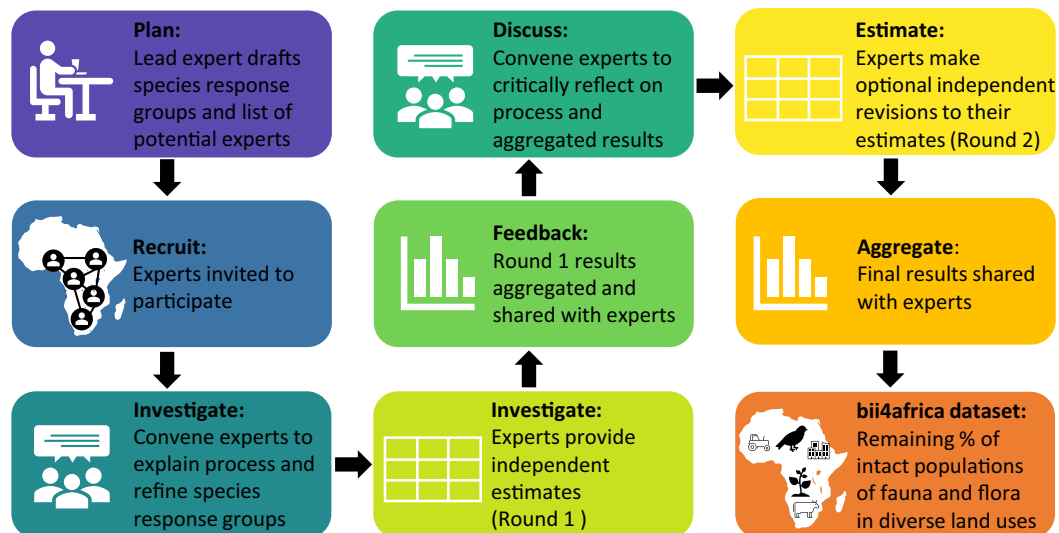 Plan:
Lead expert drafts
species response
groups and list of
potential experts
Recruit:
Experts invited to
participate
Investigate:
Convene experts to
explain process and
refine species
response groups
Investigate:
Experts provide
independent
estimates
(Round 1 )
Feedback:
Round 1 results
aggregated and
shared with experts
Discuss:
Convene experts to
critically reflect on
process and
aggregated results
Estimate:
Experts make
optional independent
revisions to their
estimates (Round 2)
Aggregate:
Final results shared
with experts
bii4africa dataset:
Remaining % of
intact populations
of fauna and flora
in diverse land uses